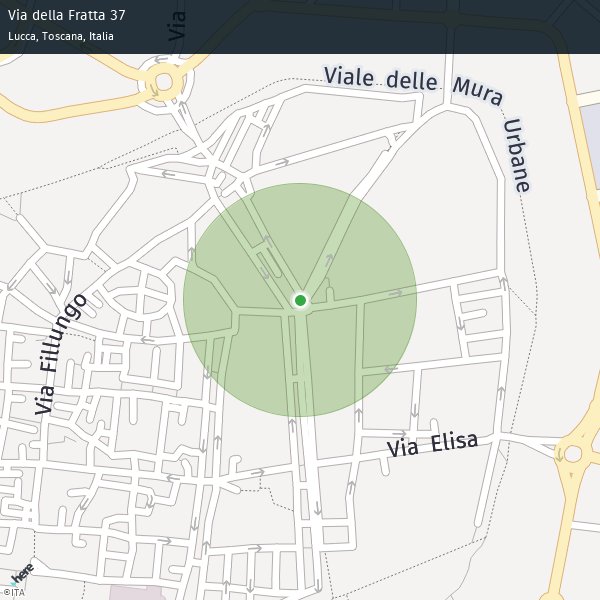 Via della Fratta 37
Lucca, Toscana, Italia
Via
Viale delle Mura Urbane
Via Fillungo
Via Elisa
here
©ITA